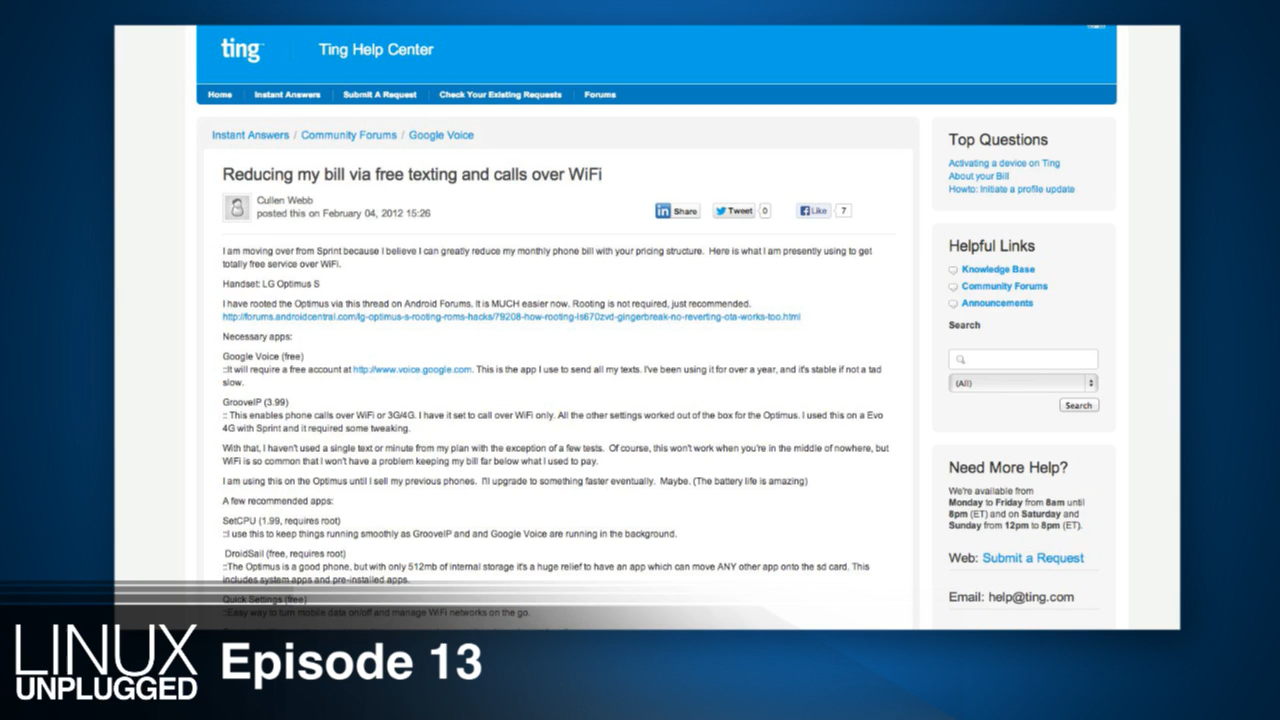 ting
Ting Help Center
Home
Instant Answers
Submit A Request
Check Your Existing Requests
Forums
Instant Answers / Community Forums / Google Voice
Reducing my bill via free texting and calls over WiFi
Cullen Webb
posted this on February 04, 2012 15:26
in Share
Tweet 0
Like 7
I am moving over from Sprint because I believe I can greatly reduce my monthly phone bill with your pricing structure. Here is what I am presently using to get
totally free service over WiFi.
Handset: LG Optimus S
I have rooted the Optimus via this thread on Android Forums. It is MUCH easier now. Rooting is not required, just recommended.
http://forums.androidcentral.com/lg-optimus-s-rooting-roms-hacks/79208-how-rooting-ls670zvd-gingerbreak-no-reverting-ota-works-too.html
Necessary apps:
Google Voice (free)
::It will require a free account at http://www.voice.google.com. This is the app I use to send all my texts. I've been using it for over a year, and it's stable if not a tad
slow.
GrooveIP (3.99)
:: This enables phone calls over WiFi or 3G/4G. I have it set to call over WiFi only. All the other settings worked out of the box for the Optimus. I used this on a Evo
4G with Sprint and it required some tweaking.
With that, I haven't used a single text or minute from my plan with the exception of a few tests. Of course, this won't work when you're in the middle of nowhere, but
WiFi is so common that I won't have a problem keeping my bill far below what I used to pay.
I am using this on the Optimus until I sell my previous phones. I'll upgrade to something faster eventually. Maybe. (The battery life is amazing)
A few recommended apps:
SetCPU (1.99, requires root)
::I use this to keep things running smoothly as GrooveIP and and Google Voice are running in the background.
DroidSail (free, requires root)
::The Optimus is a good phone, but with only 512mb of internal storage it's a huge relief to have an app which can move ANY other app onto the sd card. This
includes system apps and pre-installed apps.
Quick Settings (free)
::Easy way to turn mobile data on/off and manage WiFi networks on the go.
Top Questions
Activating a device on Ting
About your Bill
Howto: Initiate a profile update
Helpful Links
Knowledge Base
Community Forums
Announcements
Search
(All)
Search
Need More Help?
We're available from
Monday to Friday from 8am until
8pm (ET) and on Saturday and
Sunday from 12pm to 8pm (ET).
Web: Submit a Request
Email: help@ting.com
LINUX
UNPLUGGED
Episode 13